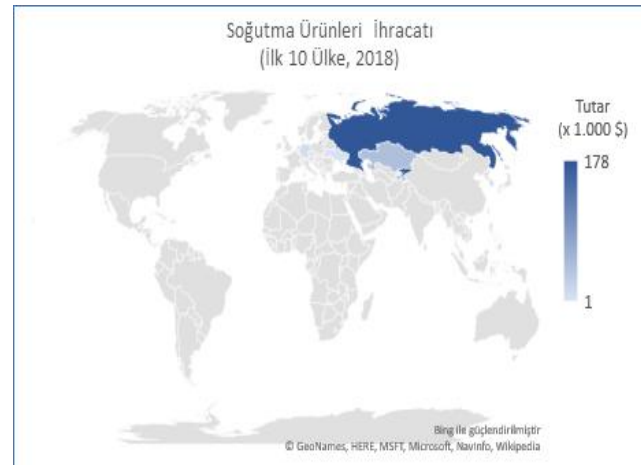 Soğutma Ürünleri İhracatı
(İlk 10 Ülke, 2018)
Tutar
(x 1.000 $)
178
1
Bing ile güçlendirilmiştir
© GeoNames, HERE, MSFT, Microsoft, NavInfo, Wikipedia